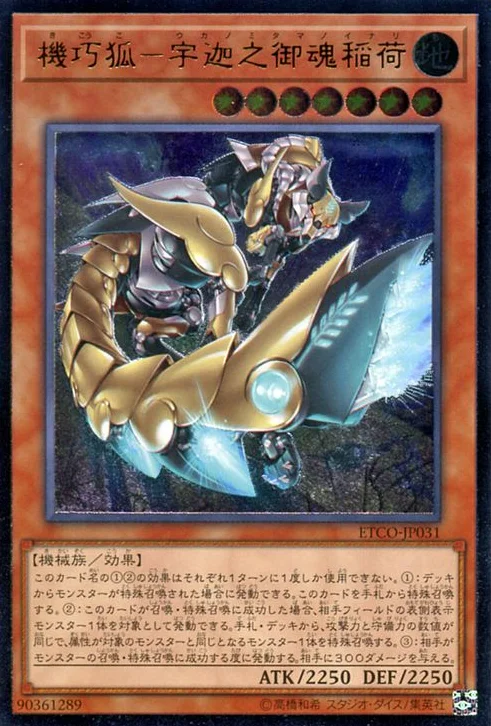 機巧狐－宇迦之御魂稲荷
地
ETCO-JP031
【機械族／効果】
このカード名の①②の効果はそれぞれ1ターンに1度しか使用できない。①：デッキ
からモンスターが特殊召喚された場合に発動できる。このカードを手札から特殊召喚
する。②：このカードが召喚・特殊召喚に成功した場合、相手フィールドの表側表示
モンスター1体を対象として発動できる。手札・デッキから、攻撃力と守備力の数値が
同じで、属性が対象のモンスターと同じとなるモンスター1体を特殊召喚する。③：相手が
モンスターの召喚・特殊召喚に成功する度に発動する。相手に300ダメージを与える。
ATK/2250 DEF/2250
90361289
©高橋和希 スタジオ・ダイス/集英社